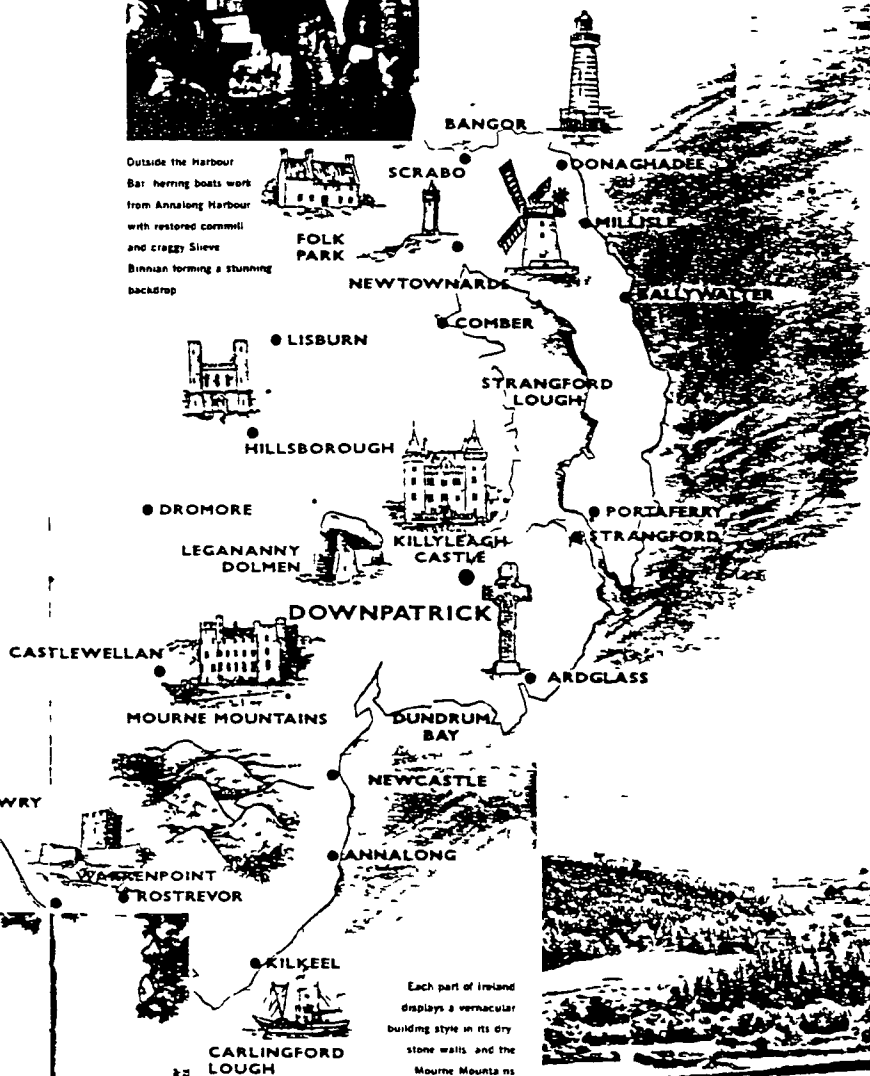 BANGOR
Outside the Harbour
Bar herring boats work
from Annalong Harbour
with restored cornmill
and craggy Slieve
Binnian forming a stunning
backdrop
SCRABO
DONAGHADEE
FOLK
PARK
MILLISLE
NEWTOWNARDS
BALLYWALTER
COMBER
LISBURN
STRANGFORD
LOUGH
HILLSBOROUGH
DROMORE
PORTAFERRY
STRANGFORD
KILLYLEAGH
CASTLE
LEGANANNY
DOLMEN
DOWNPATRICK
CASTLEWELLAN
ARDGLASS
MOURNE MOUNTAINS
DUNDRUM
BAY
NEWCASTLE
WRY
ANNALONG
WARRENPOINT
ROSTREVOR
KILKEEL
Each part of Ireland
displays a vernacular
building style in its dry
stone walls and the
Mourne Mountains
CARLINGFORD
LOUGH